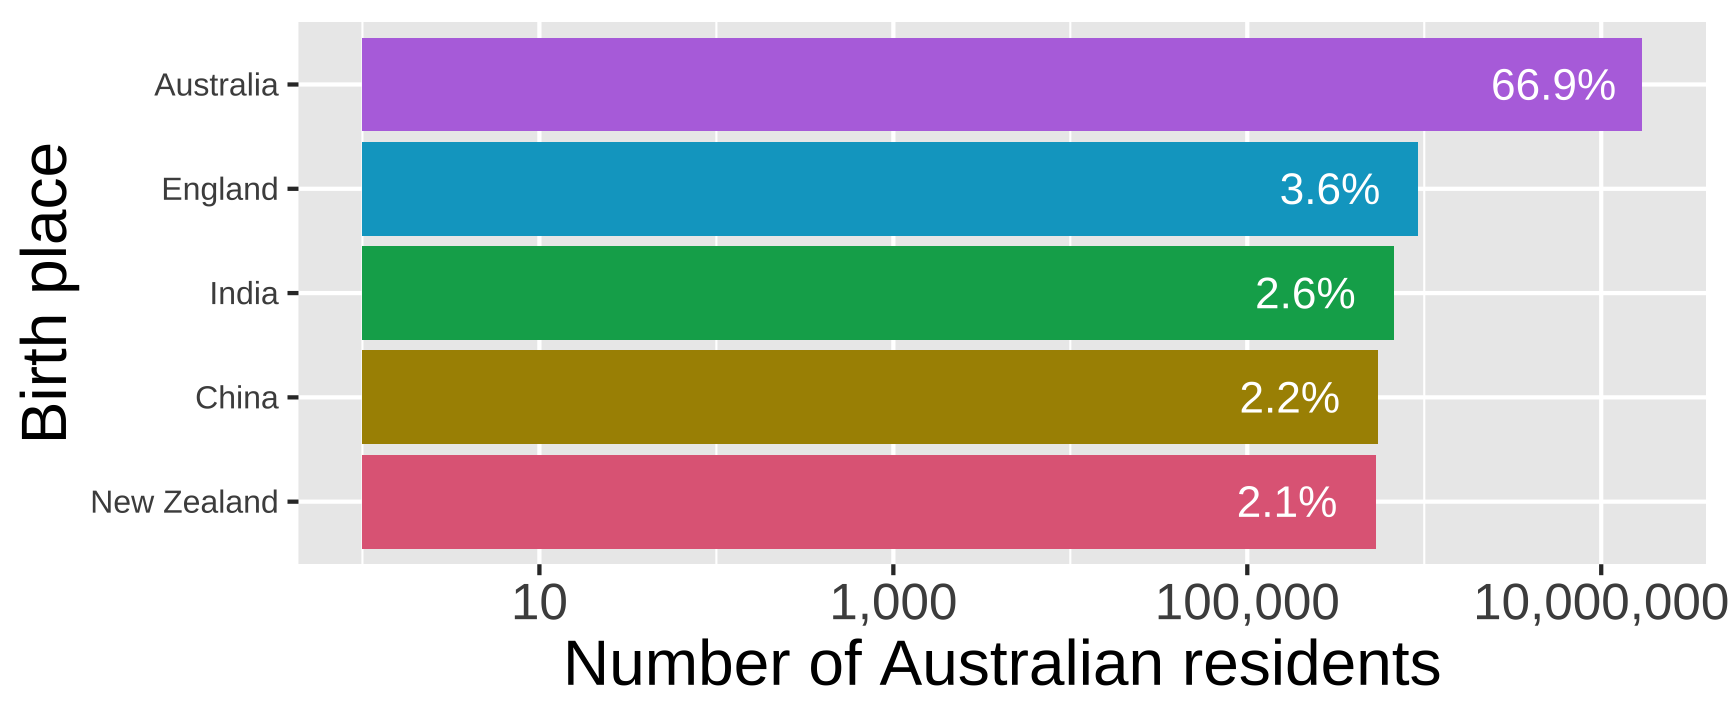 Australia
66.9%
England
3.6%
India
2.6%
China
2.2%
New Zealand
2.1%
Birth place
10
1,000
100,000
10,000,000
Number of Australian residents